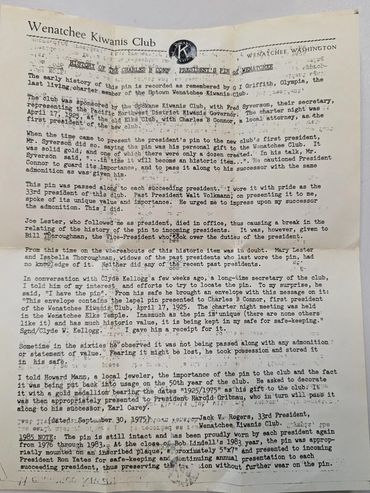 Wenatchee Kiwanis Club
WENATCHEE, WASHINGTON
HISTORY OF THE CHARLES B CONN PRESIDENT'S PIN of WENATCHEE
The early history of this pin is recorded as remembered by O I Griffith, Olympia, the
last living charter member of the Uptown Wenatchee Kiwanis Club.
The club was sponsored by the Spokane Kiwanis Club, with Fred Syverson, their secretary,
representing the Pacific Northwest District Kiwanis Governor. The charter night was
April 17, 1925, at the old Elks Club, with Charles B Connor, a local attorney, as the
first president of the new club.
When the time came to present the president's pin to the new club's first president,
Mr. Syverson did so, saying the pin was his personal gift to the Wenatchee Club. It
was solid gold, and one of which there were only a dozen created. In his talk, Mr.
Syverson said, "...in time it will become an historic item..". He cautioned President
Connor to guard its importance, and to pass it along to his successor with the same
admonition as was given him.
This pin was passed along to each succeeding president. I wore it with pride as the
33rd president of this club. Past President Walt Volkmann, on presenting it to me,
spoke of its unique value and importance. He urged me to impress upon my successor
the admonition. This I did.
Joe Lester, who followed me as president, died in office, thus causing a break in the
relating of the history of the pin to incoming presidents. It was, however, given to
Bill Thoroughman, the Vice-President who took over the duties of the president.
From this time on the whereabouts of this historic item was in doubt. Mary Lester
and Isabella Thoroughman, widows of the past presidents who last wore the pin, had
no knowledge of it. Neither did any of the recent past presidents.
In conversation with Clyde Kellogg a few weeks ago, a long-time secretary of the club,
I told him of my interest and efforts to try to locate the pin. To my surprise, he
said, "I have the pin". From his safe he brought an envelope with this message on it:
"This envelope contains the lapel pin presented to Charles B Connor, first president
of the Wenatchee Kiwanis Club, April 17, 1925. The charter night meeting was held
in the Wenatchee Elks Temple. Inasmuch as the pin is unique (there are none others
like it) and has much historic value, it is being kept in my safe for safe-keeping."
Sgnd/Clyde W. Kellogg. I gave him a receipt for it.
Sometime in the sixties he observed it was not being passed along with any admonition
or statement of value. Fearing it might be lost, he took possession and stored it
in his safe.
I told Howard Mann, a local jeweler, the importance of the pin to the club and the fact
it was being put back into usage on the 50th year of the club. He asked to decorate
it with a gold medallion bearing the dates "1925/1975" as his gift to the club. It
was then appropriately presented to President Harold Orlbau, who in turn will pass it
along to his successor, Earl Carey.
(date: September 30, 1975)
Jack V. Rogers, 33rd President,
Wenatchee Kiwanis Club.
1985 NOTE: The pin is still intact and has been proudly worn by each president again
from 1976 through 1983. At the close of Bob Lindell's 1983 year, the pin was approp-
riately mounted on an inscribed plaque, approximately 5"x7" and presented to incoming
President Ron Yates for safe-keeping and continuing annual presentation to each
succeeding president, thus preserving the tradition without further wear on the pin.